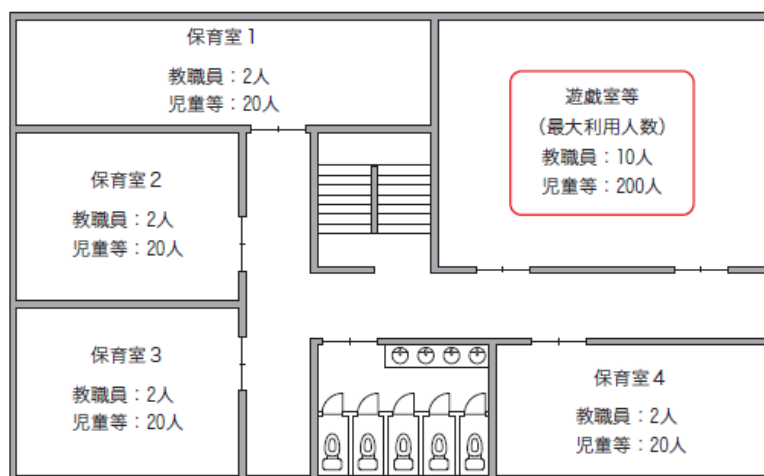 保育室1
教職員：2人
児童等：20人
遊戯室等
（最大利用人数）
教職員：10人
児童等：200人
保育室2
教職員：2人
児童等：20人
保育室3
教職員：2人
児童等：20人
保育室4
教職員：2人
児童等：20人